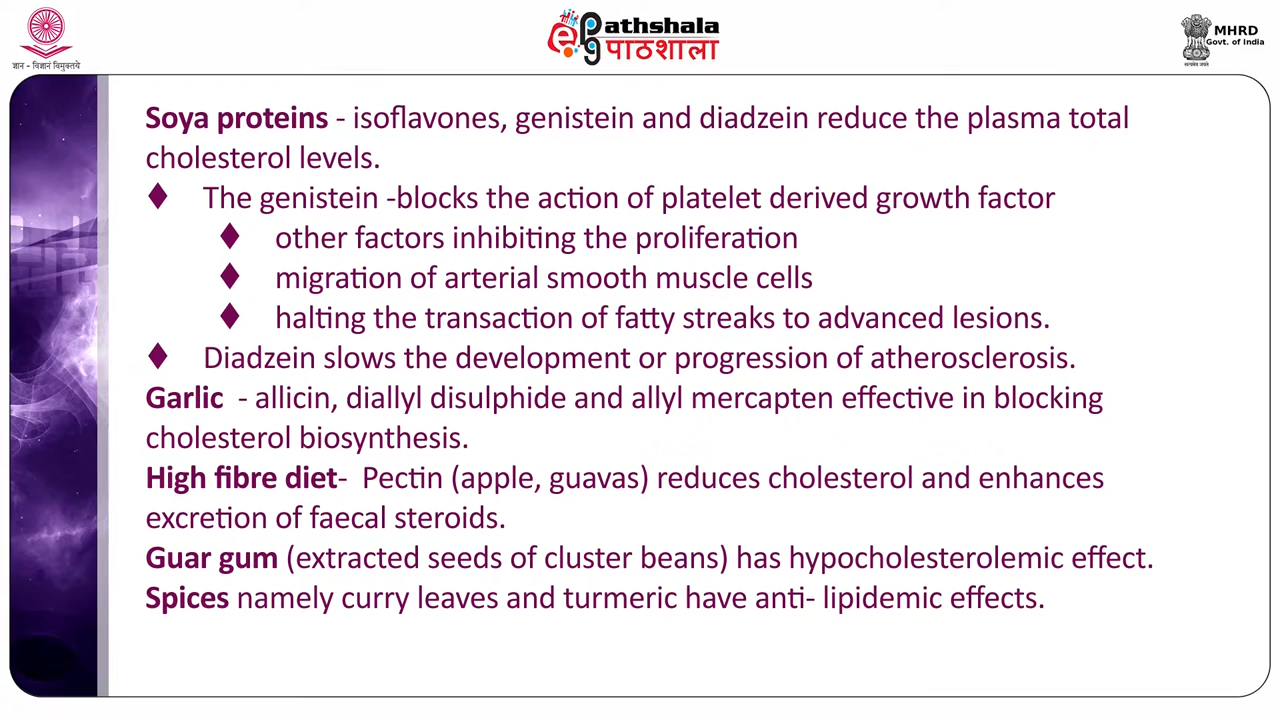 ज्ञान - विज्ञानं विमुक्तये
epgathshala
पाठशाला
MHRD
Govt. of India
सत्यमेव जयते
Soya proteins - isoflavones, genistein and diadzein reduce the plasma total
cholesterol levels.
♦ The genistein -blocks the action of platelet derived growth factor
♦ other factors inhibiting the proliferation
♦ migration of arterial smooth muscle cells
♦ halting the transaction of fatty streaks to advanced lesions.
♦ Diadzein slows the development or progression of atherosclerosis.
Garlic - allicin, diallyl disulphide and allyl mercapten effective in blocking
cholesterol biosynthesis.
High fibre diet- Pectin (apple, guavas) reduces cholesterol and enhances
excretion of faecal steroids.
Guar gum (extracted seeds of cluster beans) has hypocholesterolemic effect.
Spices namely curry leaves and turmeric have anti- lipidemic effects.